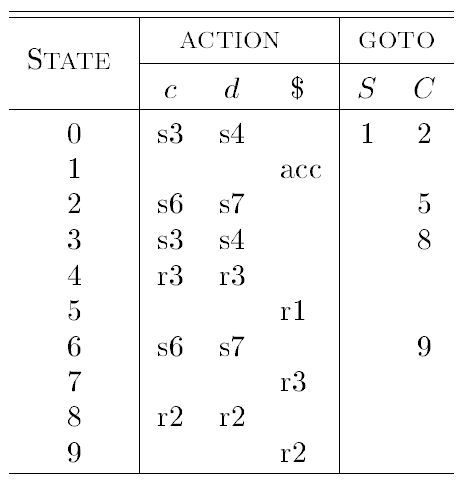 STATE ACTION GOTO
c d $ S C
0 s3 s4 1 2
1 acc
2 s6 s7 5
3 s3 s4 8
4 r3 r3
5 r1
6 s6 s7 9
7 r3
8 r2 r2
9 r2